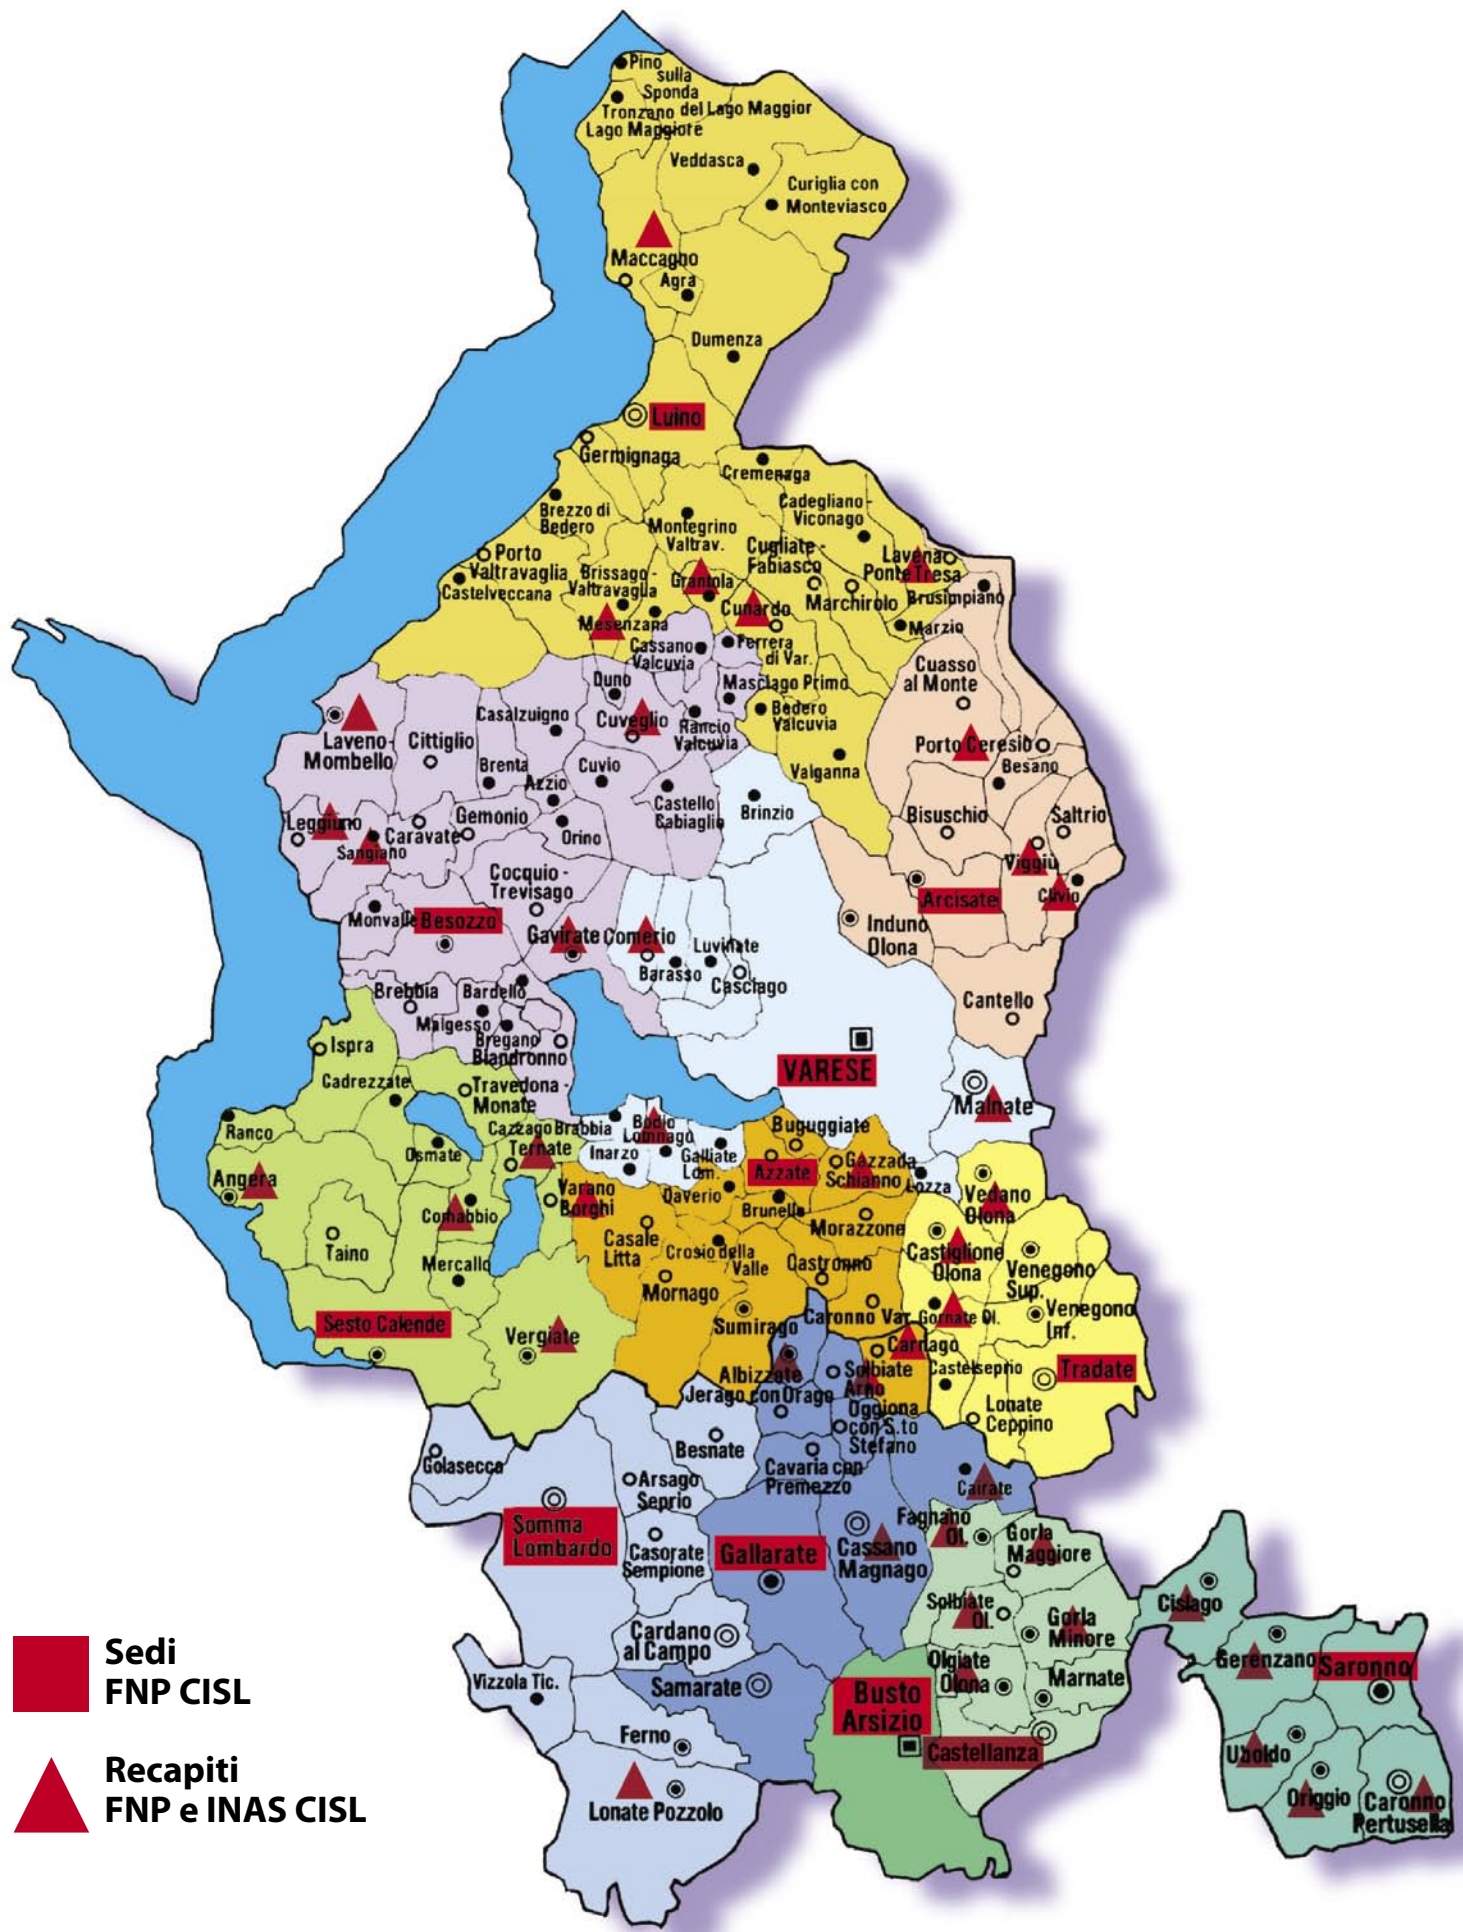 Pino
sulla
Sponda
Tronzano del Lago Maggior
Lago Maggiore
Veddasca
Curiglia con
Monteviasco
Maccagno
Agra
Dumenza
Luino
Germignaga
Cremenaga
Cadegliano -
Viconago
Brezzo di
Bedero
Montegrino
Valtrav.
Cugliate -
Fabiasco
Lavena
Ponte Tresa
Porto
Valtravaglia
Castelveccana
Brissago -
Valtravaglia
Grantola
Cunardo
Marchirolo
Brusimpiano
Mesenzana
Marzio
Cassano
Valcuvia
Ferrera
di Var.
Cuasso
al Monte
Duno
Masciago Primo
Casalzuigno
Cuveglio
Rancio
Valcuvia
Bedero
Valcuvia
Laveno-
Mombello
Cittiglio
Porto Ceresio
Besano
Brenta
Azzio
Cuvio
Valganna
Castello
Cabiaglio
Brinzio
Leggiuno
Sangiano
Caravate
Gemonio
Orino
Bisuschio
Saltrio
Viggiù
Cocquio -
Trevisago
Clivio
Arcisate
Monvalle
Besozzo
Gavirate
Comerio
Luvinate
Induno
Olona
Barasso
Casciago
Brebbia
Bardello
Cantello
Malgesso
Bregano
Biandronno
Ispra
VARESE
Cadrezzate
Travedona -
Monate
Malnate
Ranco
Cazzago Brabbia
Bodio
Lomnago
Buguggiate
Osmate
Ternate
Inarzo
Galliate
Lom.
Azzate
Gazzada
Schianno
Lozza
Angera
Varano
Borghi
Daverio
Vedano
Olona
Comabbio
Brunello
Morazzone
Taino
Casale
Litta
Crosio della
Valle
Castronno
Castiglione
Olona
Venegono
Sup.
Mercallo
Mornago
Sesto Calende
Vergiate
Sumirago
Caronno Var.
Gornate Ol.
Venegono
Inf.
Carnago
Albizzate
Solbiate
Arno
Castelseprio
Tradate
Jerago con Orago
Oggiona
con S.to
Stefano
Lonate
Ceppino
Golasecca
Besnate
Arsago
Seprio
Cavaria con
Premezzo
Cairate
Somma
Lombardo
Casorate
Sempione
Gallarate
Cassano
Magnago
Fagnano
Ol.
Gorla
Maggiore
Solbiate
Ol.
Gorla
Minore
Cislago
Cardano
al Campo
Olgiate
Olona
Marnate
Gerenzano
Saronno
Sedi
FNP CISL
Vizzola Tic.
Samarate
Busto
Arsizio
Ferno
Castellanza
Uboldo
Recapiti
FNP e INAS CISL
Lonate Pozzolo
Origgio
Caronno
Pertusella